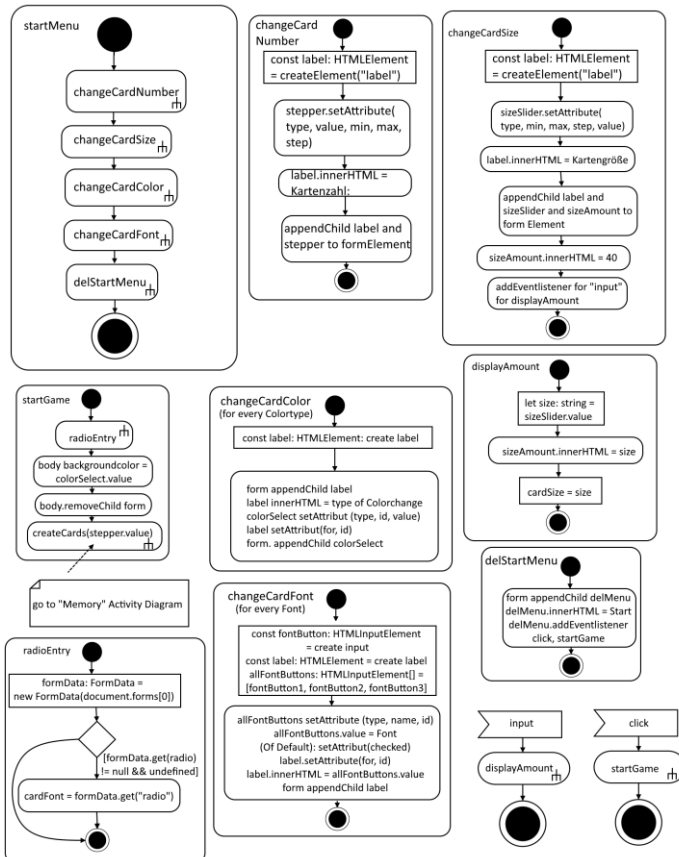 startMenu
changeCardNumber
changeCardSize
changeCardColor
changeCardFont
delStartMenu
changeCard
Number
const label: HTMLElement
= createElement("label")
stepper.setAttribute(
type, value, min, max,
step)
label.innerHTML =
Kartenzahl:
appendChild label and
stepper to formElement
changeCardSize
const label: HTMLElement
= createElement("label")
sizeSlider.setAttribute(
type, min, max, step, value)
label.innerHTML = Kartengröße
appendChild label and
sizeSlider and sizeAmount to
form Element
sizeAmount.innerHTML = 40
addEventlistener for "input"
for displayAmount
startGame
radioEntry
body backgroundcolor =
colorSelect.value
body.removeChild form
createCards(stepper.value)
go to "Memory" Activity Diagram
changeCardColor
(for every Colortype)
const label: HTMLElement: create label
form appendChild label
label innerHTML = type of Colorchange
colorSelect setAttribut (type, id, value)
label setAttribut(for, id)
form. appendChild colorSelect
displayAmount
let size: string =
sizeSlider.value
sizeAmount.innerHTML = size
cardSize = size
delStartMenu
form appendChild delMenu
delMenu.innerHTML = Start
delMenu.addEventlistener
click, startGame
radioEntry
formData: FormData =
new FormData(document.forms[0])
[formData.get(radio)
!= null && undefined]
cardFont = formData.get("radio")
changeCardFont
(for every Font)
const fontButton: HTMLInputElement
= create input
const label: HTMLElement = create label
allFontButtons: HTMLInputElement[] =
[fontButton1, fontButton2, fontButton3]
allFontButtons setAttribute (type, name, id)
allFontButtons.value = Font
(Of Default): setAttribut(checked)
label.setAttribute(for, id)
label.innerHTML = allFontButtons.value
form appendChild label
input
displayAmount
click
startGame